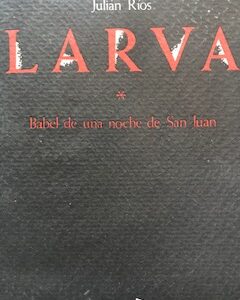 Julián Ríos
LARVA
*
Babel de una noche de San Juan